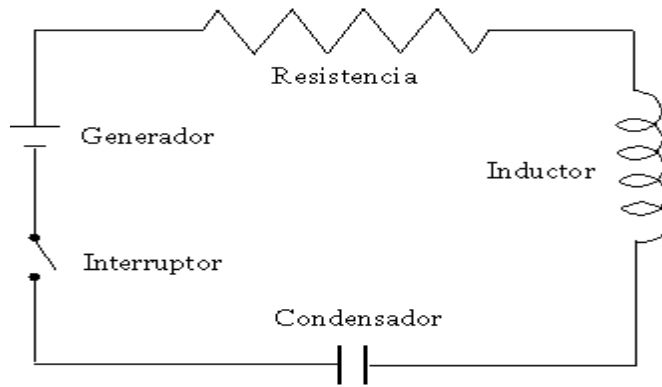 Resistencia
Generador
Inductor
Interruptor
Condensador